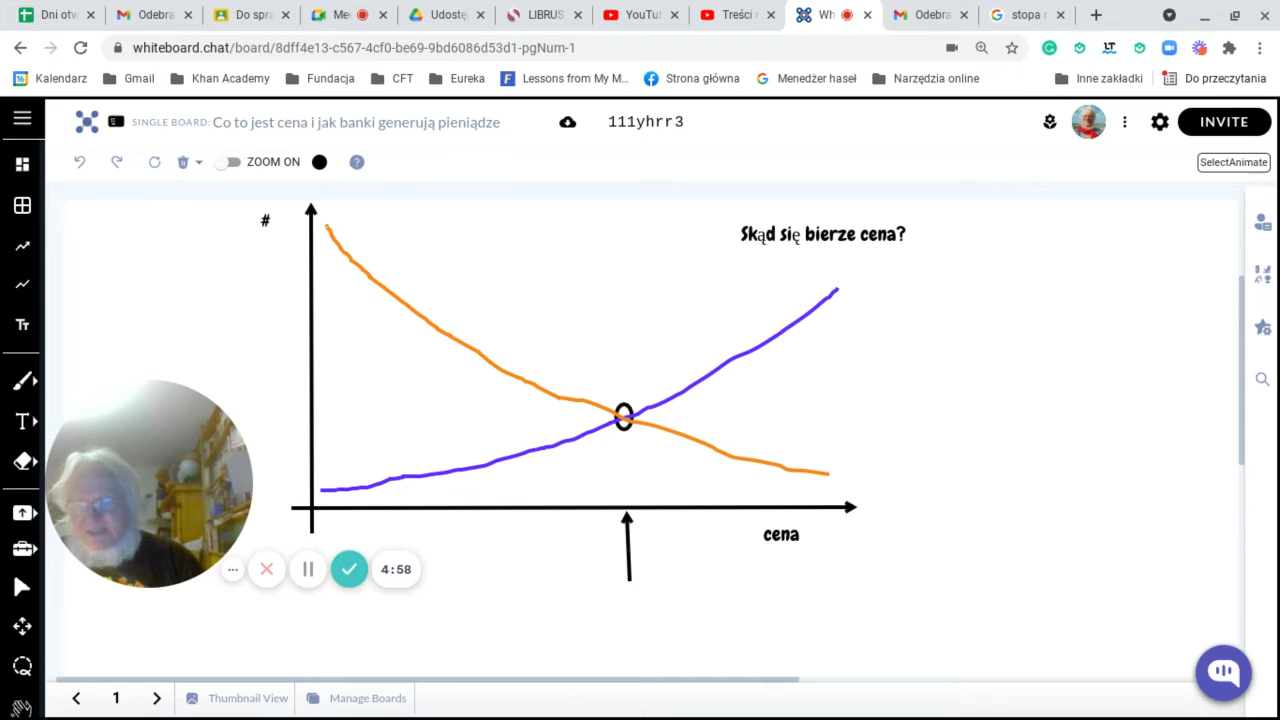 Dni otw
Odebra
Do spra
Me
Udostę
LIBRUS
YouTu
Treści r
Wh
Odebra
stopa r
whiteboard.chat/board/8dff4e13-c567-4cf0-be69-9bd6086d53d1-pgNum-1
Kalendarz
Gmail
Khan Academy
Fundacja
CFT
Eureka
Lessons from My M...
Strona główna
Menedżer haseł
Narzędzia online
Inne zakładki
Do przeczytania
SINGLE BOARD: Co to jest cena i jak banki generują pieniądze
111yhrr3
INVITE
ZOOM ON
SelectAnimate
#
Skąd się bierze cena?
cena
4:58
1
Thumbnail View
Manage Boards